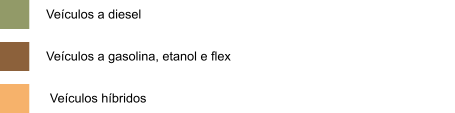 Veículos a diesel
Veículos a gasolina, etanol e flex
Veículos híbridos